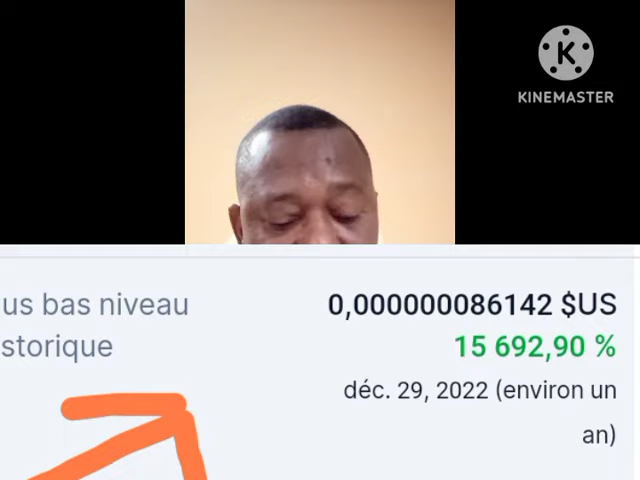 KINEMASTER
us bas niveau
storique
0,000000086142 $US
15 692,90 %
déc. 29, 2022 (environ un
an)